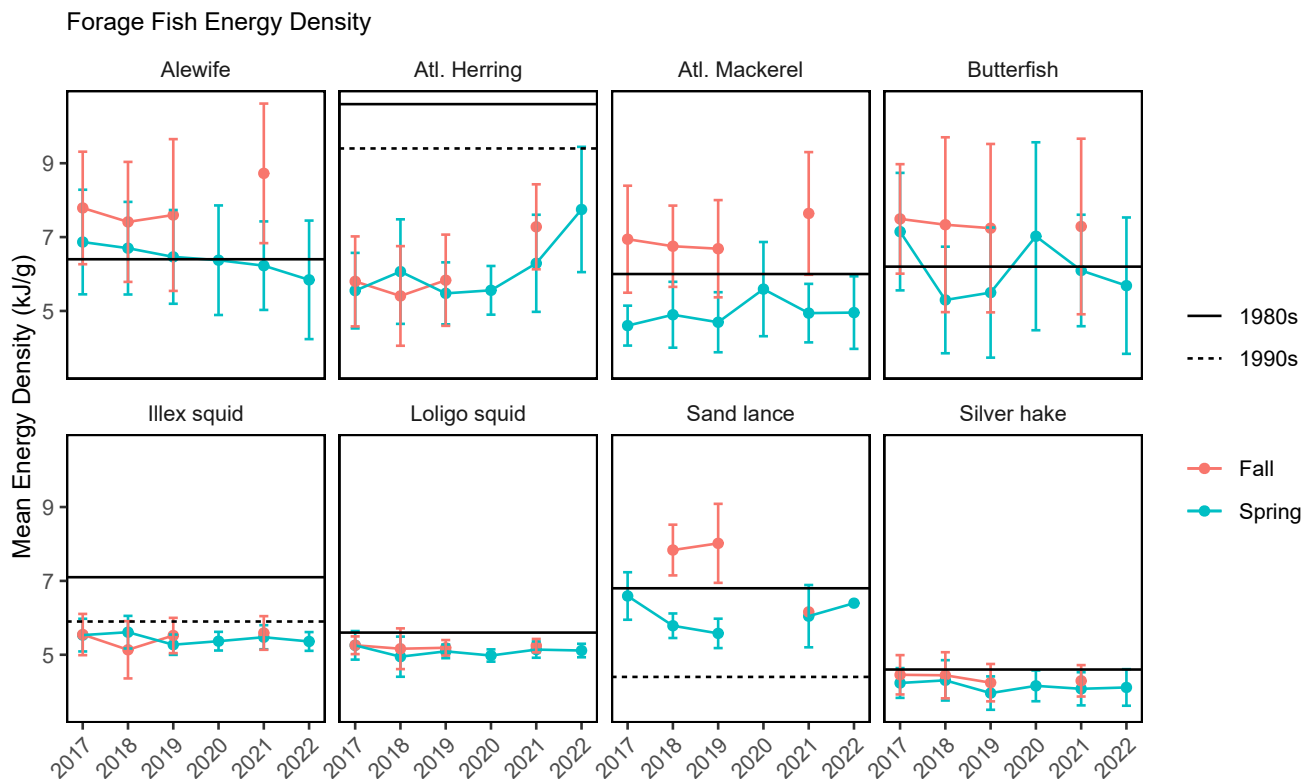 Forage Fish Energy Density
Alewife
Atl. Herring
Atl. Mackerel
Butterfish
9
7
5
Mean Energy Density (kJ/g)
1980s
1990s
Illex squid
Loligo squid
Sand lance
Silver hake
9
7
5
Fall
Spring
2017 2018 2019 2020 2021 2022
2017 2018 2019 2020 2021 2022
2017 2018 2019 2020 2021 2022
2017 2018 2019 2020 2021 2022